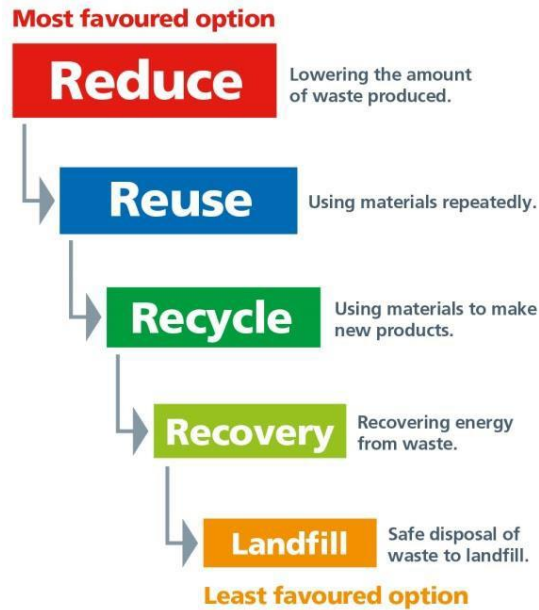 Most favoured option
Reduce
Lowering the amount
of waste produced.
Reuse
Using materials repeatedly.
Recycle
Using materials to make
new products.
Recovery
Recovering energy
from waste.
Landfill
Safe disposal of
waste to landfill.
Least favoured option